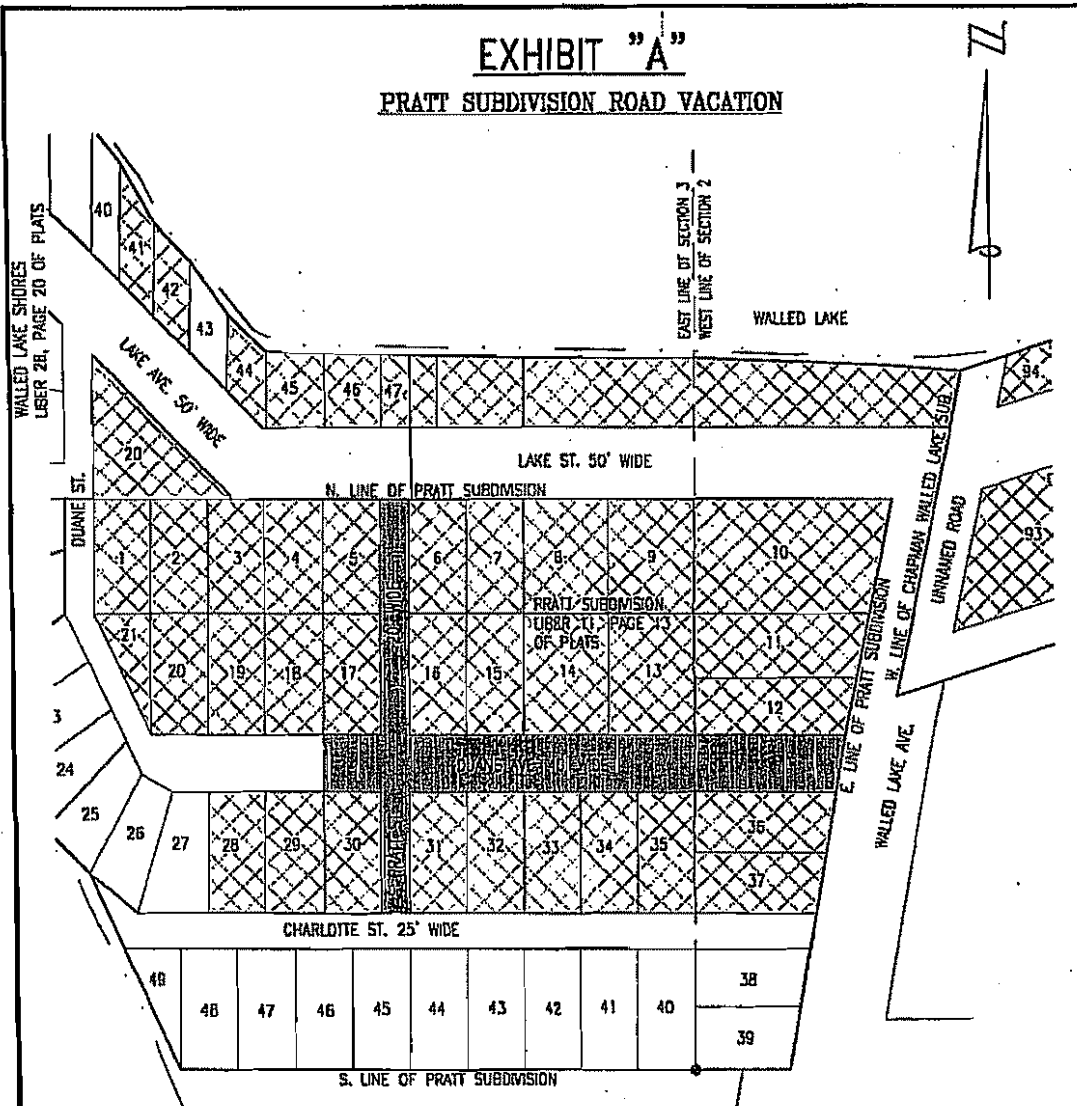 EXHIBIT "A"
PRATT SUBDIVISION ROAD VACATION
Z
WALLED LAKE SHORES
LIBER 28, PAGE 20 OF PLATS
EAST LINE OF SECTION 3
WEST LINE OF SECTION 2
WALLED LAKE
40
41
42
43
44
45
46
47
94
LAKE AVE. 50' WIDE
20
LAKE ST. 50' WIDE
N. LINE OF PRATT SUBDIVISION
DUANE ST.
UNNAMED ROAD
W. LINE OF CHAPMAN WALLED LAKE SUB.
93
1
2
3
4
5
6
7
8
9
10
PRATT SUBDIVISION
LIBER 11, PAGE 13
OF PLATS
21
20
19
18
17
16
15
14
13
11
12
E. LINE OF PRATT SUBDIVISION
WALLED LAKE AVE.
3
24
25
26
27
28
29
30
31
32
33
34
35
36
37
CHARLOTTE ST. 25' WIDE
49
48
47
46
45
44
43
42
41
40
38
39
S. LINE OF PRATT SUBDIVISION